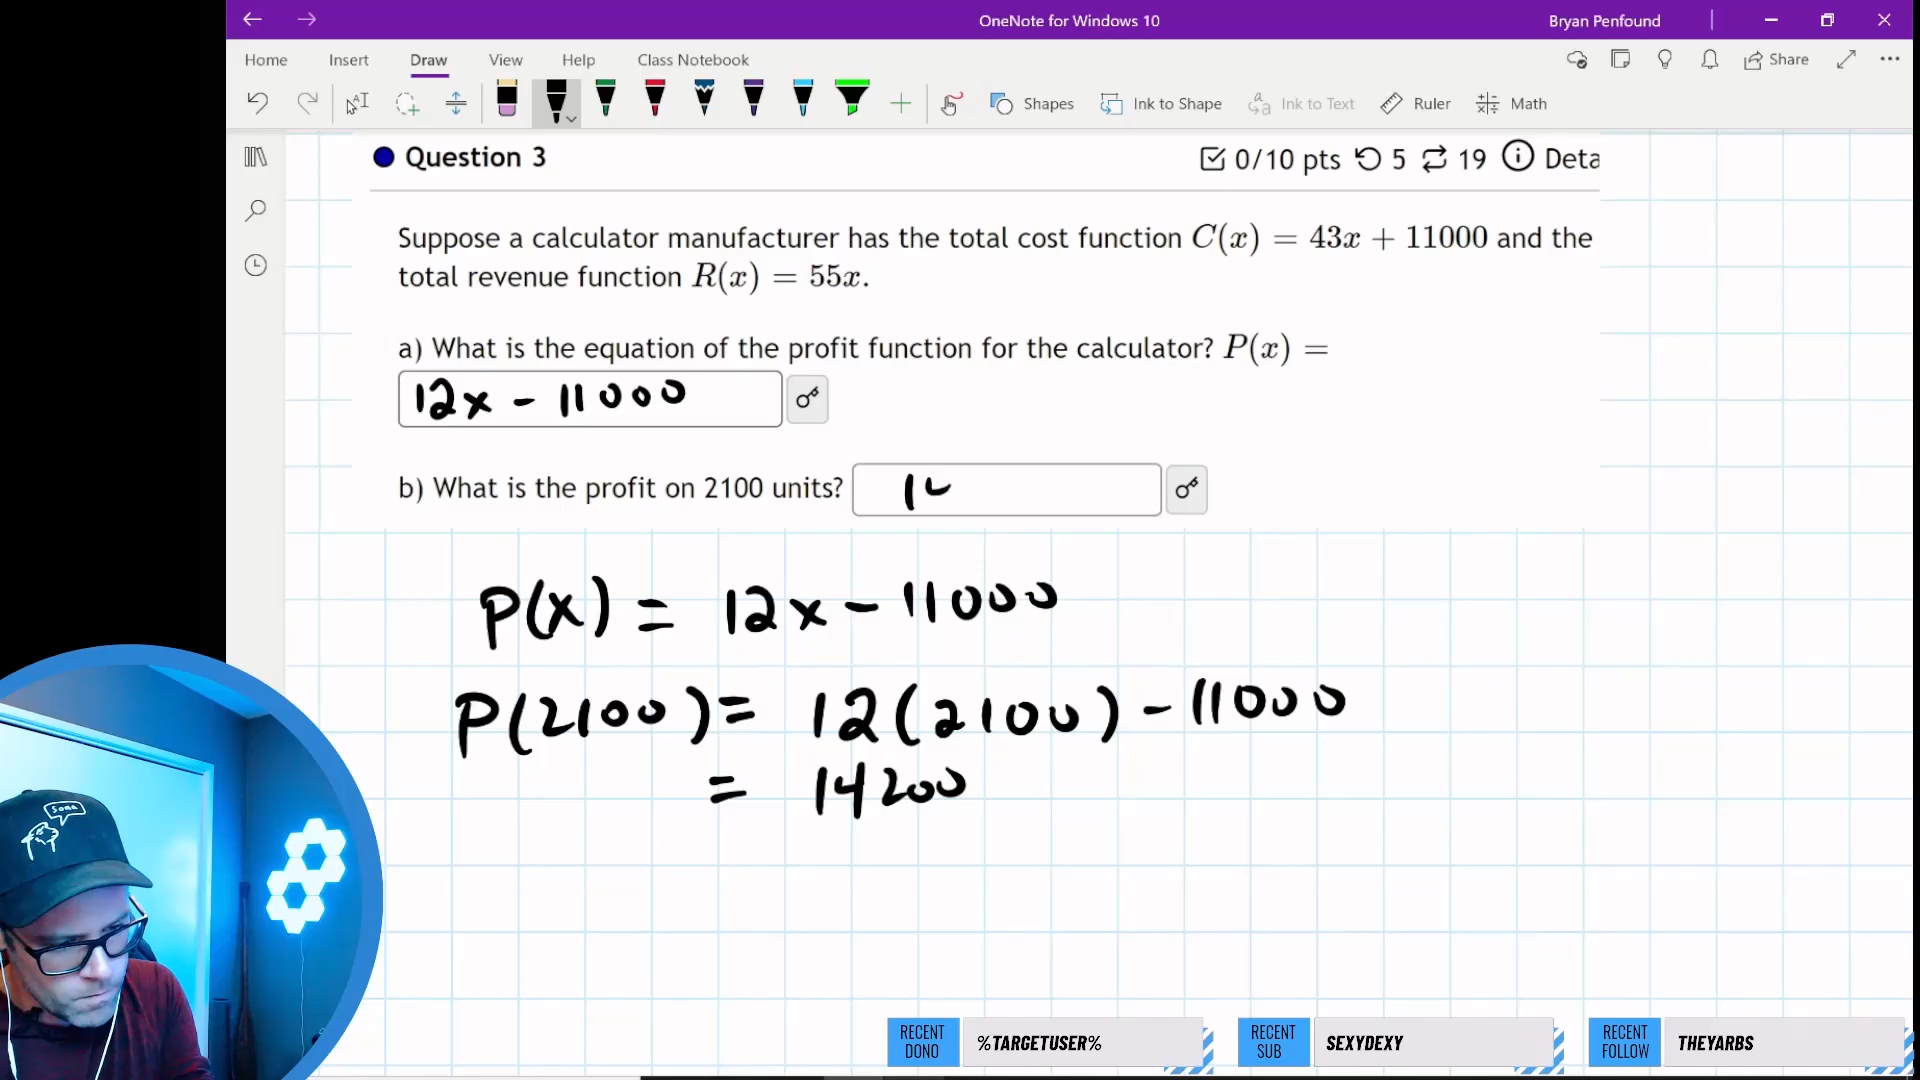 OneNote for Windows 10
Bryan Penfound
Home Insert Draw View Help Class Notebook
Share
Shapes Ink to Shape Ink to Text Ruler Math
Question 3
0/10 pts 5 19 Deta
Suppose a calculator manufacturer has the total cost function C(x) = 43x + 11000 and the
total revenue function R(x) = 55x.
a) What is the equation of the profit function for the calculator? P(x) =
12x - 11000
b) What is the profit on 2100 units?
P(x) = 12x - 11000
P(2100) = 12(2100) - 11000
= 14200
Soma
RECENT DONO %TARGETUSER%
RECENT SUB SEXYDEXY
RECENT FOLLOW THEYARBS